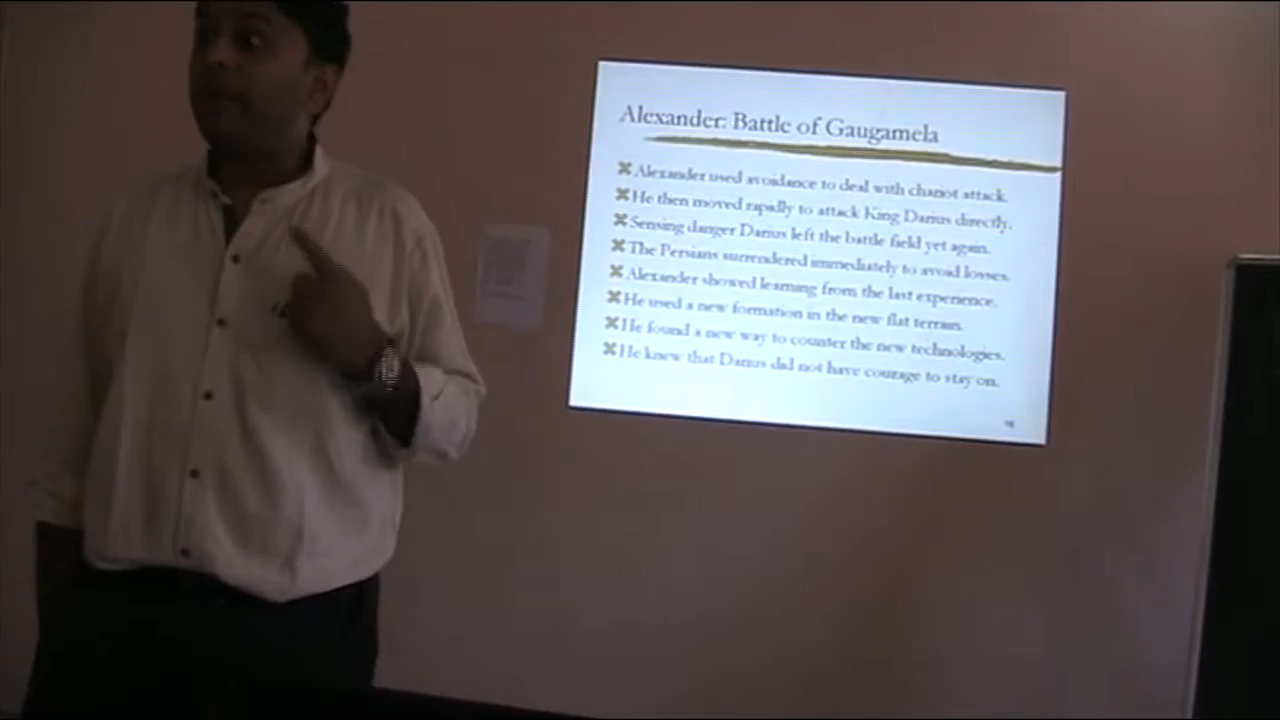 Alexander: Battle of Gaugamela
Alexander used avoidance to deal with chariot attack.
He then moved rapidly to attack King Darius directly.
Sensing danger Darius left the battle field yet again.
The Persians surrendered immediately to avoid losses.
Alexander showed learning from the last experience.
He used a new formation in the new flat terrain.
He found a new way to counter the new technologies.
He knew that Darius did not have courage to stay on.